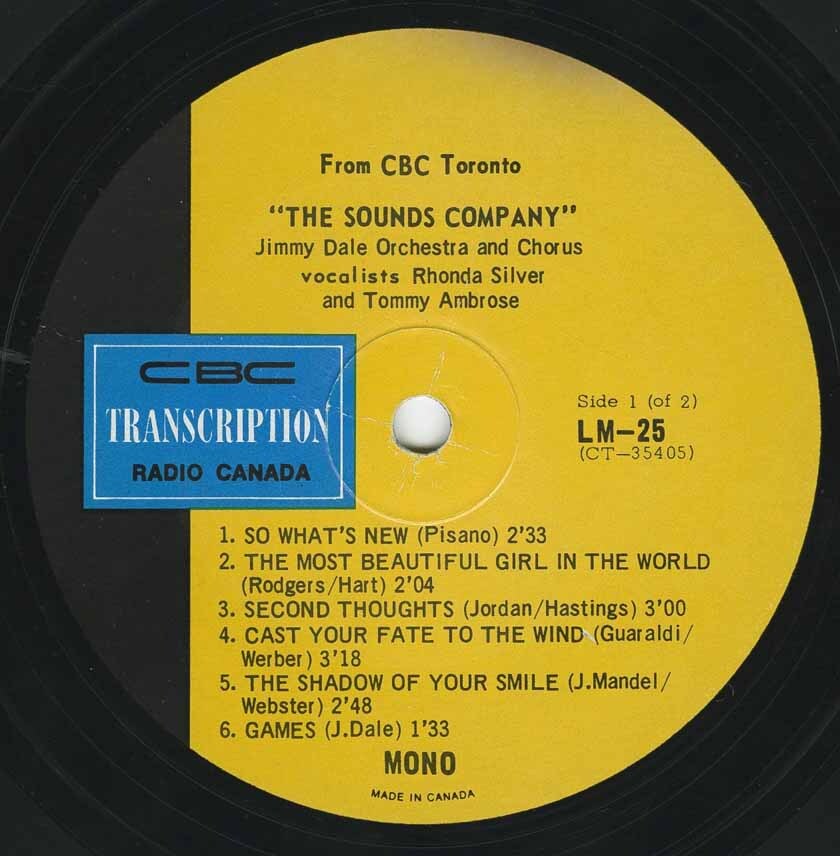 From CBC Toronto
“THE SOUNDS COMPANY”
Jimmy Dale Orchestra and Chorus
vocalists Rhonda Silver
and Tommy Ambrose
CBC
TRANSCRIPTION
RADIO CANADA
Side 1 (of 2)
LM-25
(CT-35405)
1. SO WHAT'S NEW (Pisano) 2'33
2. THE MOST BEAUTIFUL GIRL IN THE WORLD
(Rodgers/Hart) 2'04
3. SECOND THOUGHTS (Jordan/Hastings) 3'00
4. CAST YOUR FATE TO THE WIND (Guaraldi/
Werber) 3'18
5. THE SHADOW OF YOUR SMILE (J.Mandel/
Webster) 2'48
6. GAMES (J.Dale) 1'33
MONO
MADE IN CANADA